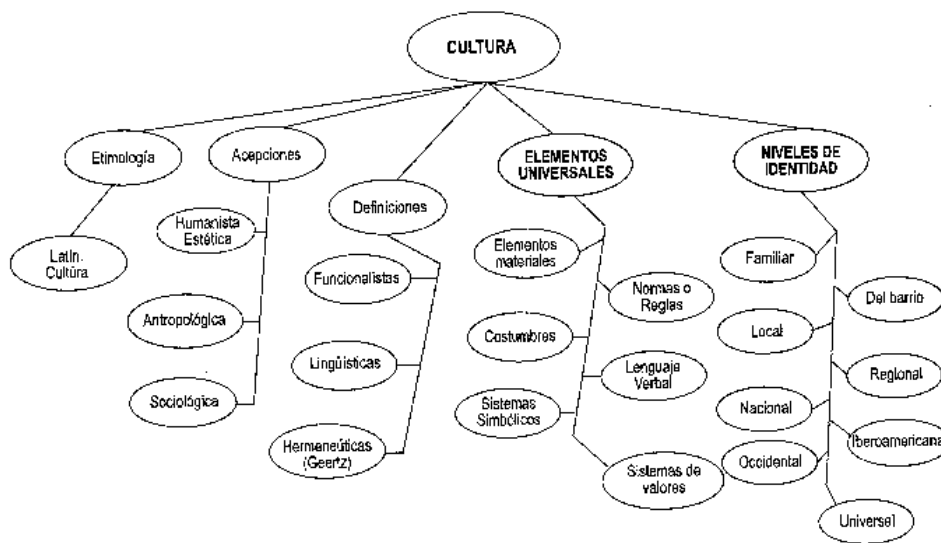 CULTURA
Etimología
Acepciones
ELEMENTOS
UNIVERSALES
NIVELES DE
IDENTIDAD
Definiciones
Humanista
Estética
Latín.
Cultūra
Elementos
materiales
Familiar
Funcionalistas
Normas o
Reglas
Del barrio
Antropológica
Costumbres
Local
Lingüísticas
Lenguaje
Verbal
Regional
Sociológica
Sistemas
Simbólicos
Nacional
Iberoamericana
Hermeneúticas
(Geertz)
Occidental
Sistemas de
valores
Universel